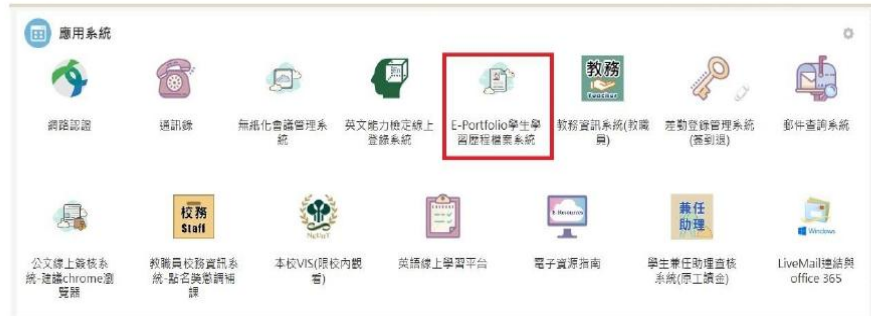 應用系統
網路認證
通訊錄
無紙化會議管理系
統
英文能力檢定線上
登錄系統
E-Portfolio學生學
習歷程檔案系統
教務
教務資訊系統(教職
員)
差勤登錄管理系統
(簽到退)
郵件查詢系統
校務
Staff
E-Resources
兼任
助理
Windows
公文線上簽核系
統-建議chrome瀏
覽器
教職員校務資訊系
統-點名獎懲調補
課
本校VIS(限校內觀
看)
英語線上學習平台
電子資源指南
學生兼任助理查核
系統(原工讀金)
LiveMail連結與
office 365